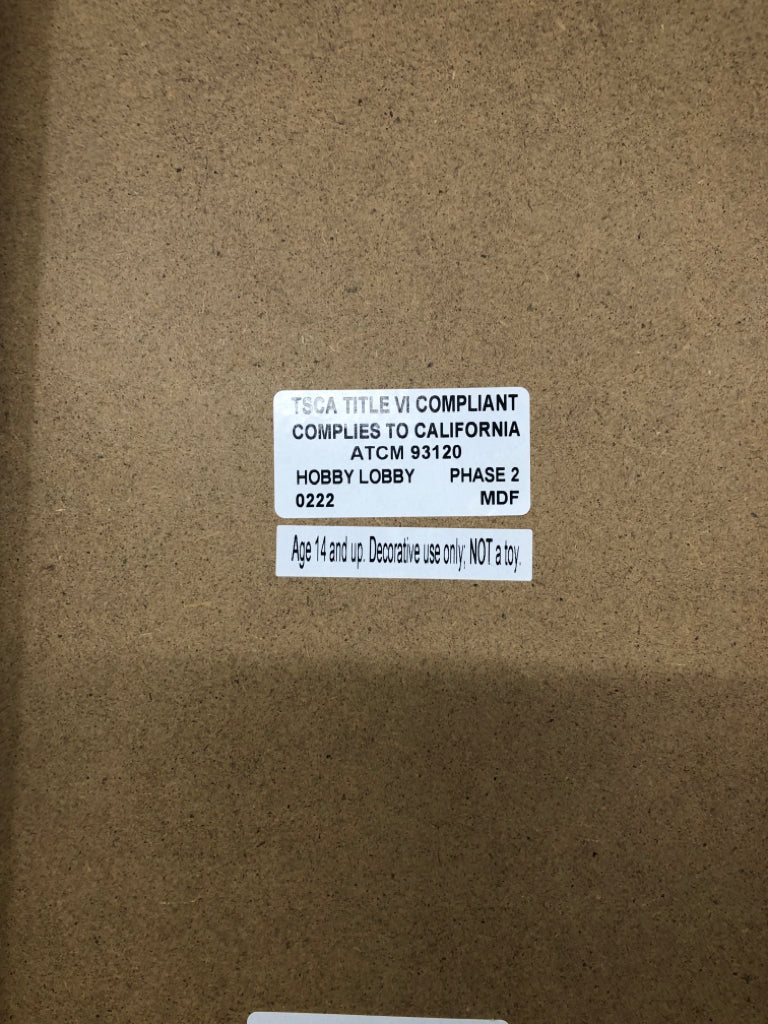 TSCA TITLE VI COMPLIANT
COMPLIES TO CALIFORNIA
ATCM 93120
HOBBY LOBBY PHASE 2
0222 MDF
Age 14 and up. Decorative use only; NOT a toy.